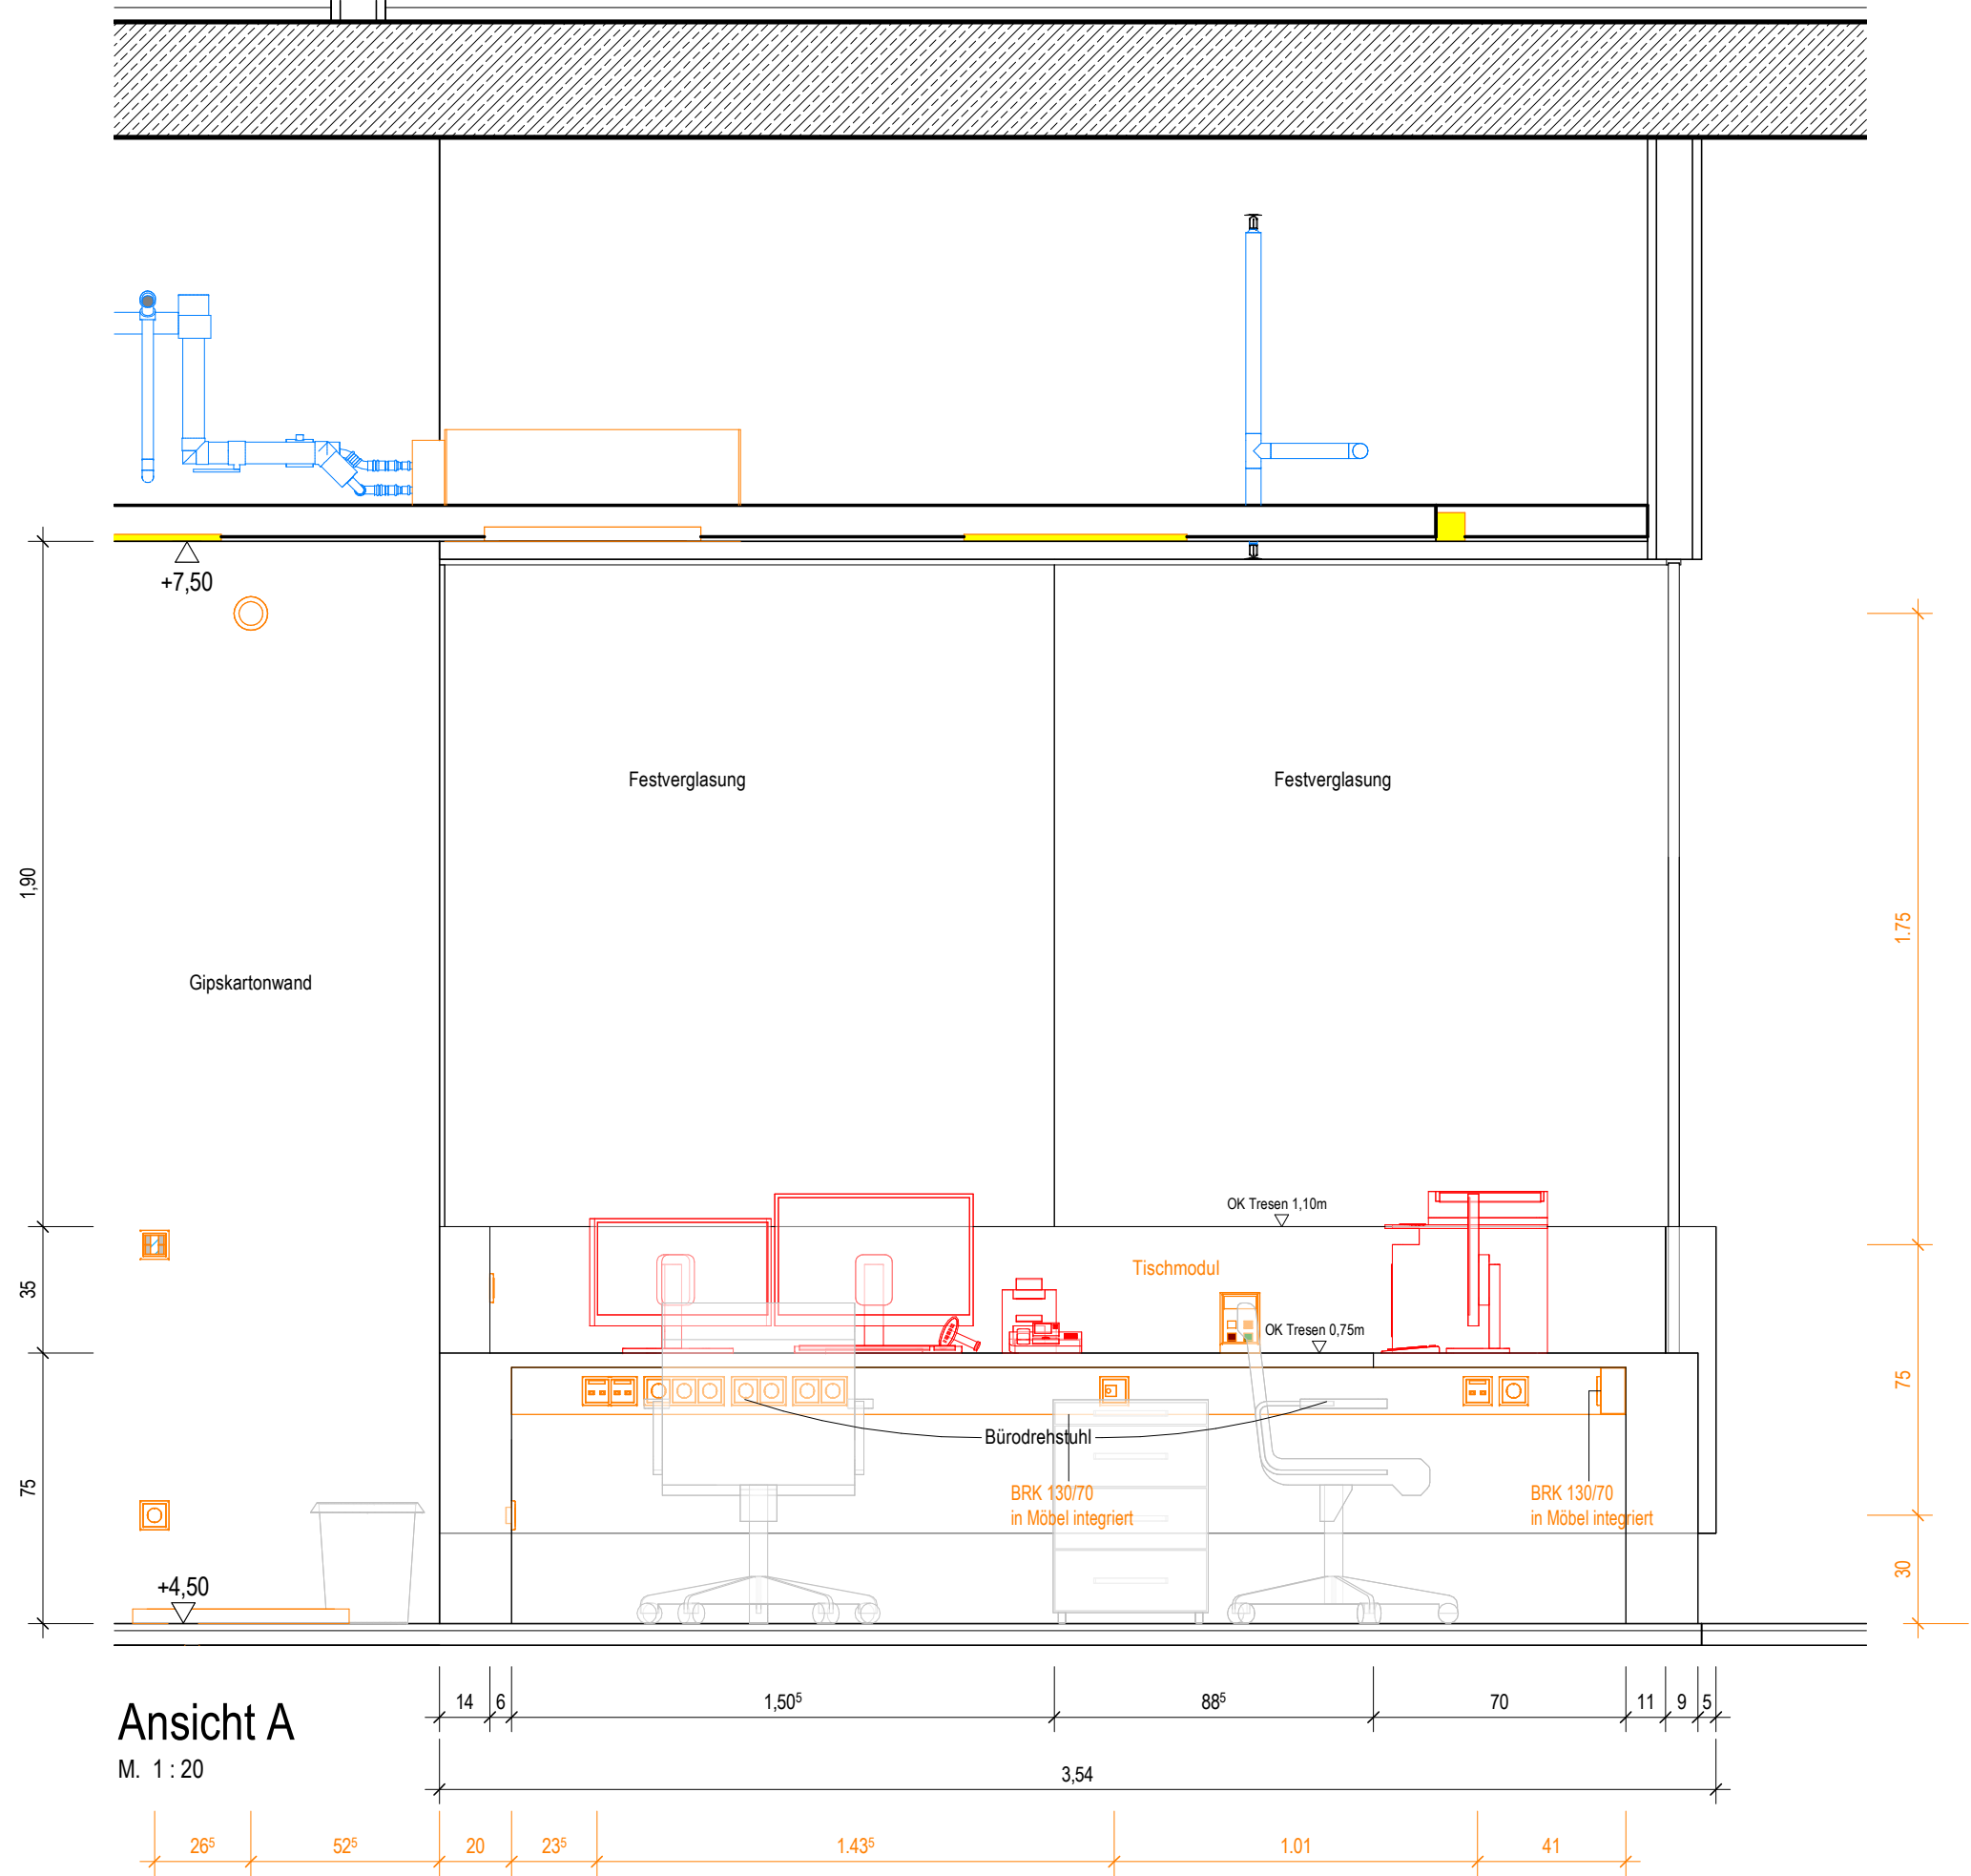 +7,50
Festverglasung
Festverglasung
1,90
1.75
Gipskartonwand
OK Tresen 1,10m
Tischmodul
35
OK Tresen 0,75m
75
75
Bürodrehstuhl
BRK 130/70
in Möbel integriert
BRK 130/70
in Möbel integriert
30
+4,50
14
6
1,50⁵
88⁵
70
11
9
5
Ansicht A
M. 1 : 20
3,54
26⁵
52⁵
20
23⁵
1.43⁵
1.01
41